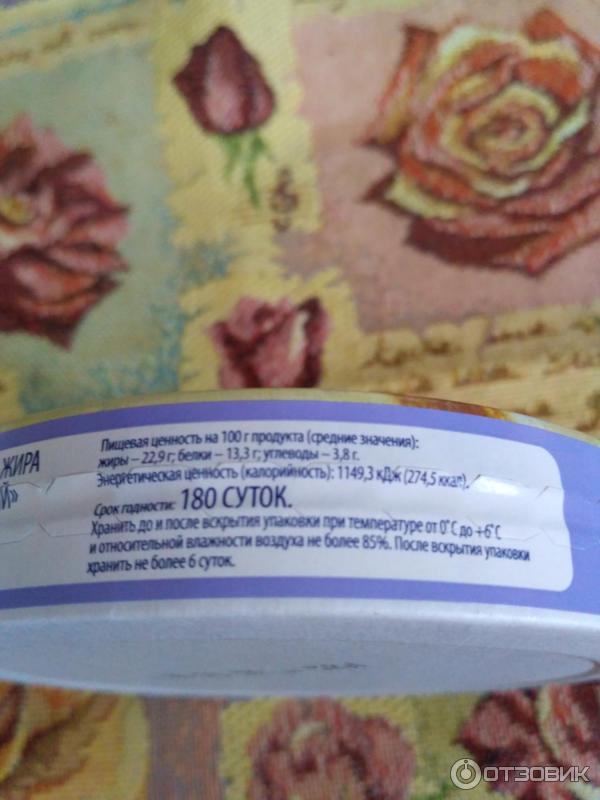 ЖИРА
Й»
Пищевая ценность на 100 г продукта (средние значения):
жиры – 22,9 г; белки – 13,3 г; углеводы – 3,8 г.
Энергетическая ценность (калорийность): 1149,3 кДж (274,5 ккал).
Срок годности: 180 СУТОК.
Хранить до и после вскрытия упаковки при температуре от 0°С до +6°С
и относительной влажности воздуха не более 85%. После вскрытия упаковки
хранить не более 6 суток.
ОТЗОВИК